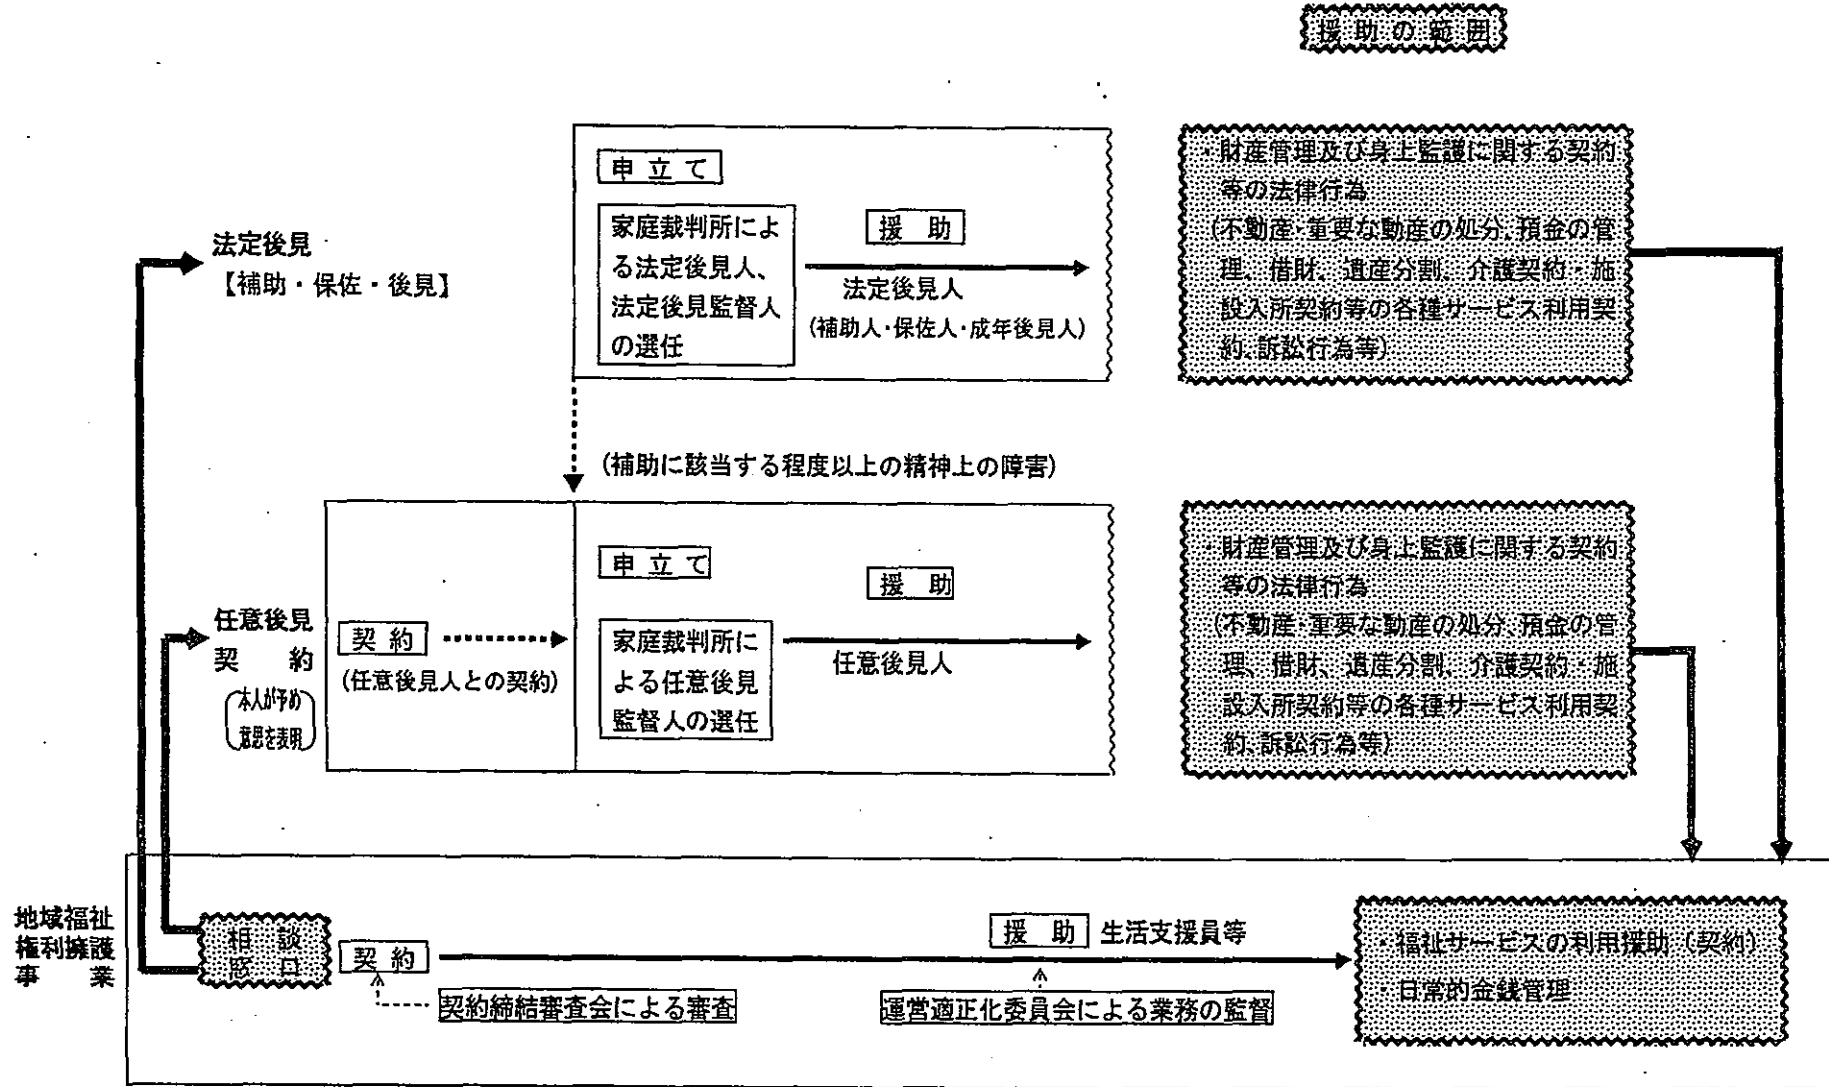 援助の範囲
申立て
家庭裁判所によ
る法定後見人、
法定後見監督人
の選任
援助
法定後見人
(補助人・保佐人・成年後見人)
・財産管理及び身上監護に関する契約
等の法律行為
(不動産・重要な動産の処分、預金の管
理、借財、遺産分割、介護契約・施
設入所契約等の各種サービス利用契
約、訴訟行為等)
法定後見
【補助・保佐・後見】
(補助に該当する程度以上の精神上の障害)
任意後見
契約
(本人が予め
意思を表明)
契約
(任意後見人との契約)
申立て
家庭裁判所に
よる任意後見
監督人の選任
援助
任意後見人
・財産管理及び身上監護に関する契約
等の法律行為
(不動産・重要な動産の処分、預金の管
理、借財、遺産分割、介護契約・施
設入所契約等の各種サービス利用契
約、訴訟行為等)
地域福祉
権利擁護
事業
相談
窓口
契約
契約締結審査会による審査
援助 生活支援員等
運営適正化委員会による業務の監督
・福祉サービスの利用援助(契約)
・日常的金銭管理